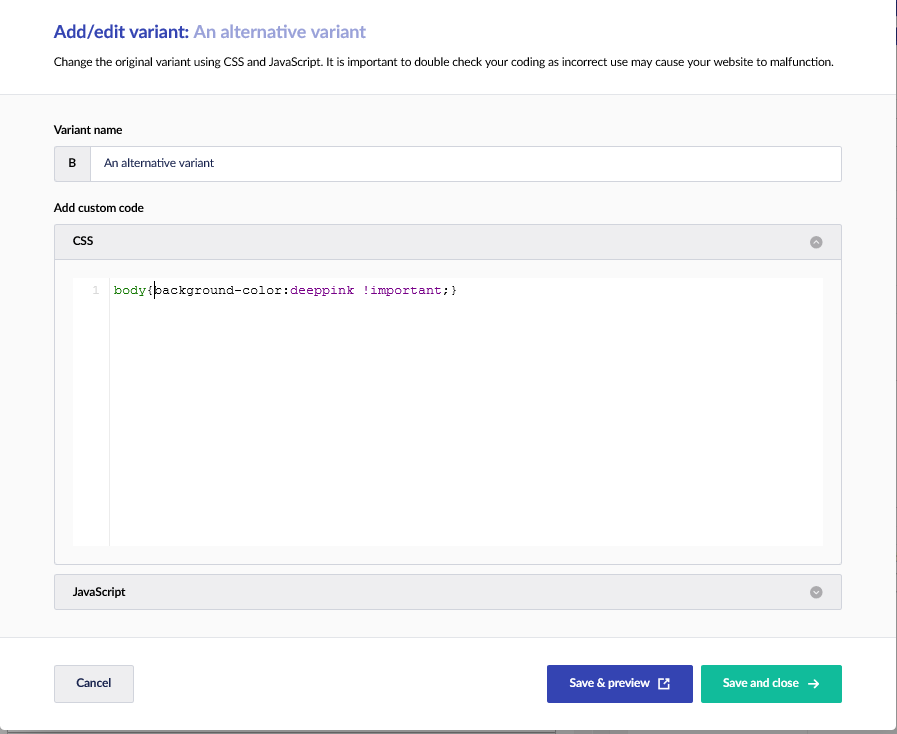 Add/edit variant: An alternative variant
Change the original variant using CSS and JavaScript. It is important to double check your coding as incorrect use may cause your website to malfunction.
Variant name
B An alternative variant
Add custom code
CSS
1 body{background-color:deeppink !important;}
JavaScript
Cancel Save & preview Save and close